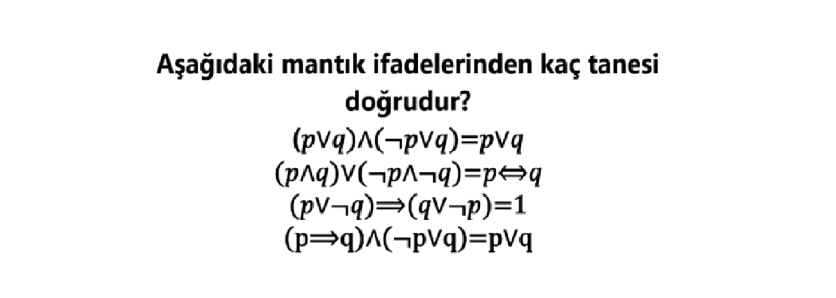 Aşağıdaki mantık ifadelerinden kaç tanesi
doğrudur?
(p∨q)∧(¬p∨q)=p∨q
(p∧q)∨(¬p∧¬q)=p⟺q
(p∨¬q)⟹(q∨¬p)=1
(p⟹q)∧(¬p∨q)=p∨q